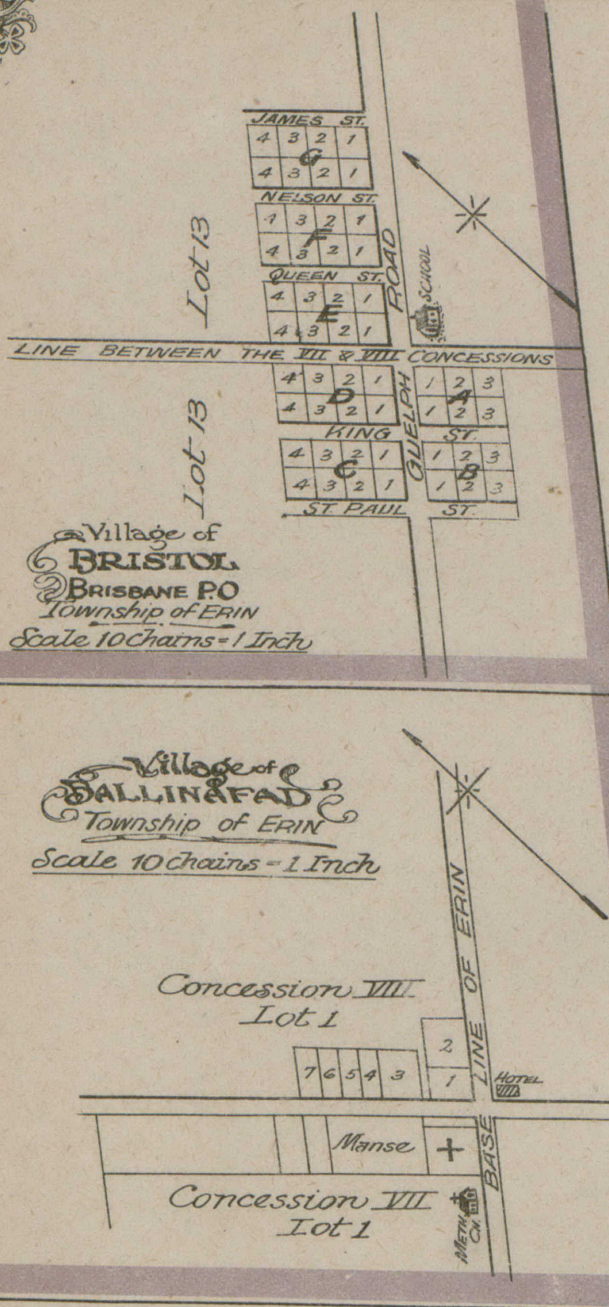 JAMES ST.
4 3 2 1
G
4 3 2 1
NELSON ST.
4 3 2 1
F
4 3 2 1
QUEEN ST.
4 3 2 1
E
4 3 2 1
Lot 13
ROAD
SCHOOL
LINE BETWEEN THE VII & VIII CONCESSIONS
4 3 2 1
D
4 3 2 1
1 2 3
A
1 2 3
KING ST.
GUELPH
4 3 2 1
C
4 3 2 1
1 2 3
B
1 2 3
ST. PAUL ST.
Lot 13
Village of
BRISTOL
BRISBANE P.O
Township of ERIN
Scale 10 chains = 1 Inch
Village of
BALLINAFAD
Township of ERIN
Scale 10 chains = 1 Inch
Concession VIII
Lot 1
BASE LINE OF ERIN
2
1
7 6 5 4 3
HOTEL
Manse
Concession VII
Lot 1
METH.
CH.